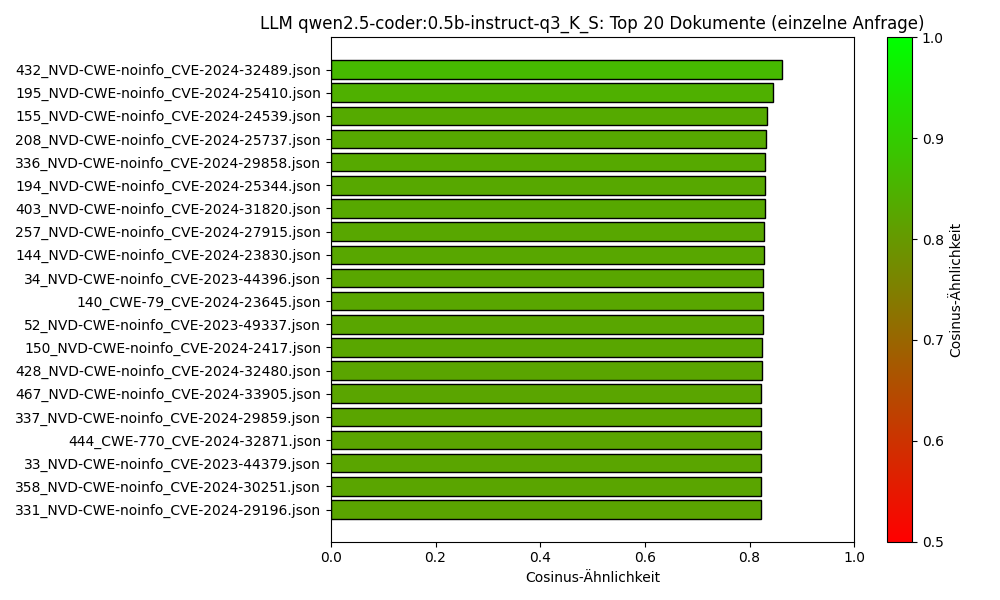 LLM qwen2.5-coder:0.5b-instruct-q3_K_S: Top 20 Dokumente (einzelne Anfrage)
432_NVD-CWE-noinfo_CVE-2024-32489.json
195_NVD-CWE-noinfo_CVE-2024-25410.json
155_NVD-CWE-noinfo_CVE-2024-24539.json
208_NVD-CWE-noinfo_CVE-2024-25737.json
336_NVD-CWE-noinfo_CVE-2024-29858.json
194_NVD-CWE-noinfo_CVE-2024-25344.json
403_NVD-CWE-noinfo_CVE-2024-31820.json
257_NVD-CWE-noinfo_CVE-2024-27915.json
144_NVD-CWE-noinfo_CVE-2024-23830.json
34_NVD-CWE-noinfo_CVE-2023-44396.json
140_CWE-79_CVE-2024-23645.json
52_NVD-CWE-noinfo_CVE-2023-49337.json
150_NVD-CWE-noinfo_CVE-2024-2417.json
428_NVD-CWE-noinfo_CVE-2024-32480.json
467_NVD-CWE-noinfo_CVE-2024-33905.json
337_NVD-CWE-noinfo_CVE-2024-29859.json
444_CWE-770_CVE-2024-32871.json
33_NVD-CWE-noinfo_CVE-2023-44379.json
358_NVD-CWE-noinfo_CVE-2024-30251.json
331_NVD-CWE-noinfo_CVE-2024-29196.json
0.0 0.2 0.4 0.6 0.8 1.0
Cosinus-Ähnlichkeit
1.0
0.9
0.8
0.7
0.6
0.5
Cosinus-Ähnlichkeit